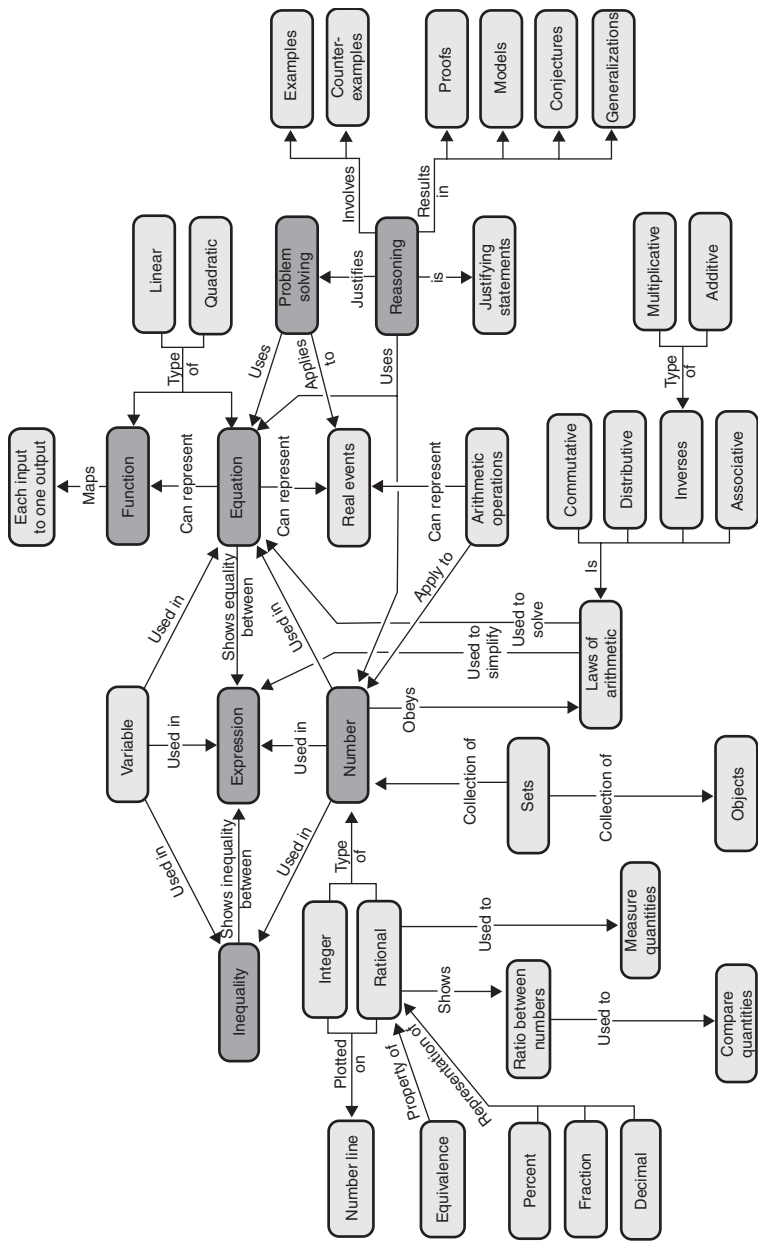 Each input
to one output
Maps
Function
Can represent
Equation
Can represent
Real events
Can represent
Arithmetic
operations
Linear
Quadratic
Type
of
Problem
solving
Uses
Applies
to
Justifies
Reasoning
Uses
is
Justifying
statements
Involves
Examples
Counter-
examples
Results
in
Proofs
Models
Conjectures
Generalizations
Variable
Used in
Used in
Used in
Expression
Shows equality
between
Shows inequality
between
Inequality
Used in
Used in
Used in
Number
Apply to
Obeys
Used to
simplify
Used to
solve
Laws of
arithmetic
Is
Commutative
Distributive
Inverses
Associative
Type
of
Multiplicative
Additive
Collection of
Sets
Collection of
Objects
Type
of
Integer
Rational
Plotted
on
Number line
Property of
Equivalence
Representation of
Percent
Fraction
Decimal
Shows
Ratio between
numbers
Used to
Compare
quantities
Used to
Measure
quantities